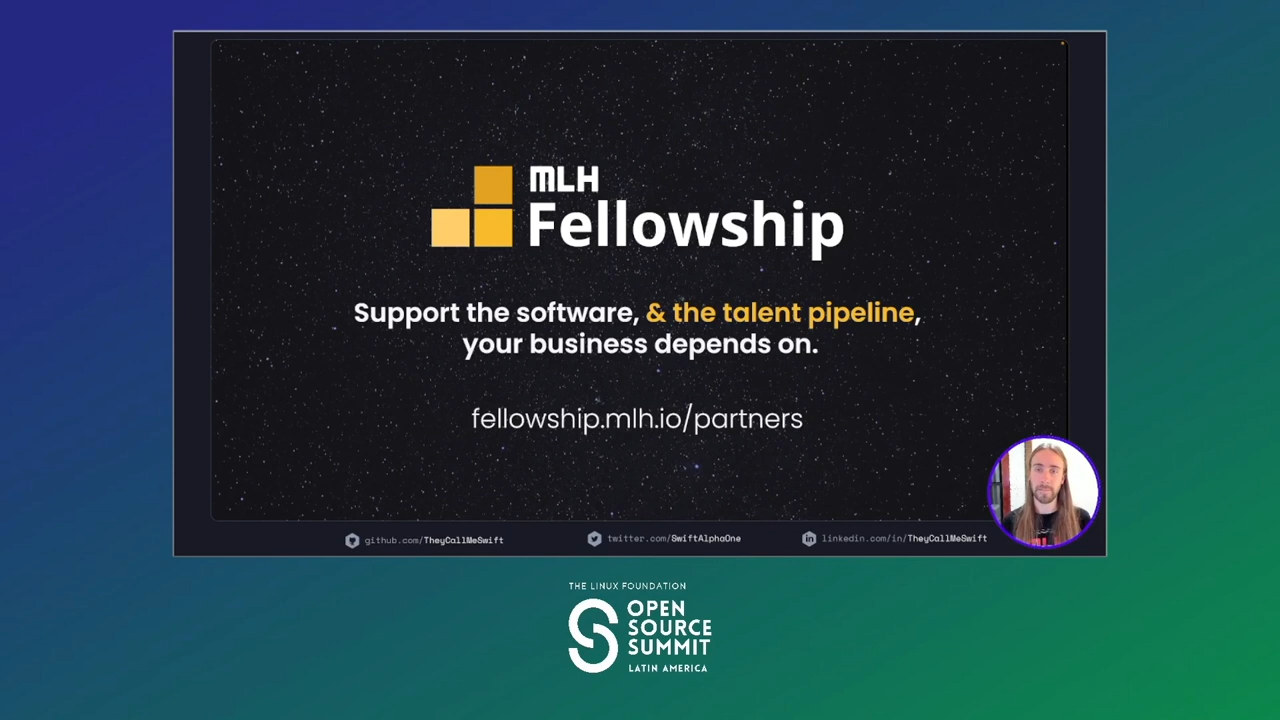 MLH
Fellowship
Support the software, & the talent pipeline,
your business depends on.
fellowship.mlh.io/partners
github.com/TheyCallMeSwift
twitter.com/SwiftAlphaOne
linkedin.com/in/TheyCallMeSwift
THE LINUX FOUNDATION
OPEN
SOURCE
SUMMIT
LATIN AMERICA